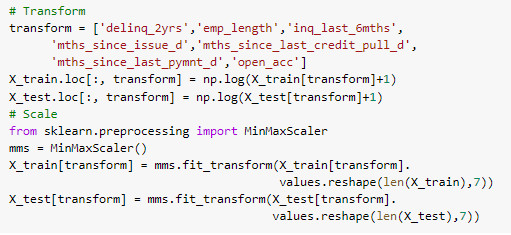 # Transform
transform = ['delinq_2yrs','emp_length','inq_last_6mths',
'mths_since_issue_d','mths_since_last_credit_pull_d',
'mths_since_last_pymnt_d','open_acc']
X_train.loc[:, transform] = np.log(X_train[transform]+1)
X_test.loc[:, transform] = np.log(X_test[transform]+1)
# Scale
from sklearn.preprocessing import MinMaxScaler
mms = MinMaxScaler()
X_train[transform] = mms.fit_transform(X_train[transform].
values.reshape(len(X_train),7))
X_test[transform] = mms.fit_transform(X_test[transform].
values.reshape(len(X_test),7))